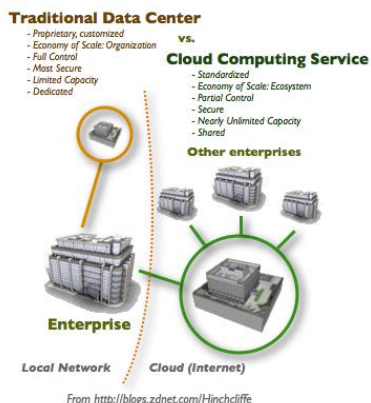 Traditional Data Center
- Proprietary, customized
- Economy of Scale: Organization
- Full Control
- Most Secure
- Limited Capacity
- Dedicated
vs.
Cloud Computing Service
- Standardized
- Economy of Scale: Ecosystem
- Partial Control
- Secure
- Nearly Unlimited Capacity
- Shared
Other enterprises
Enterprise
Local Network
Cloud (Internet)
From http://blogs.zdnet.com/Hinchcliffe